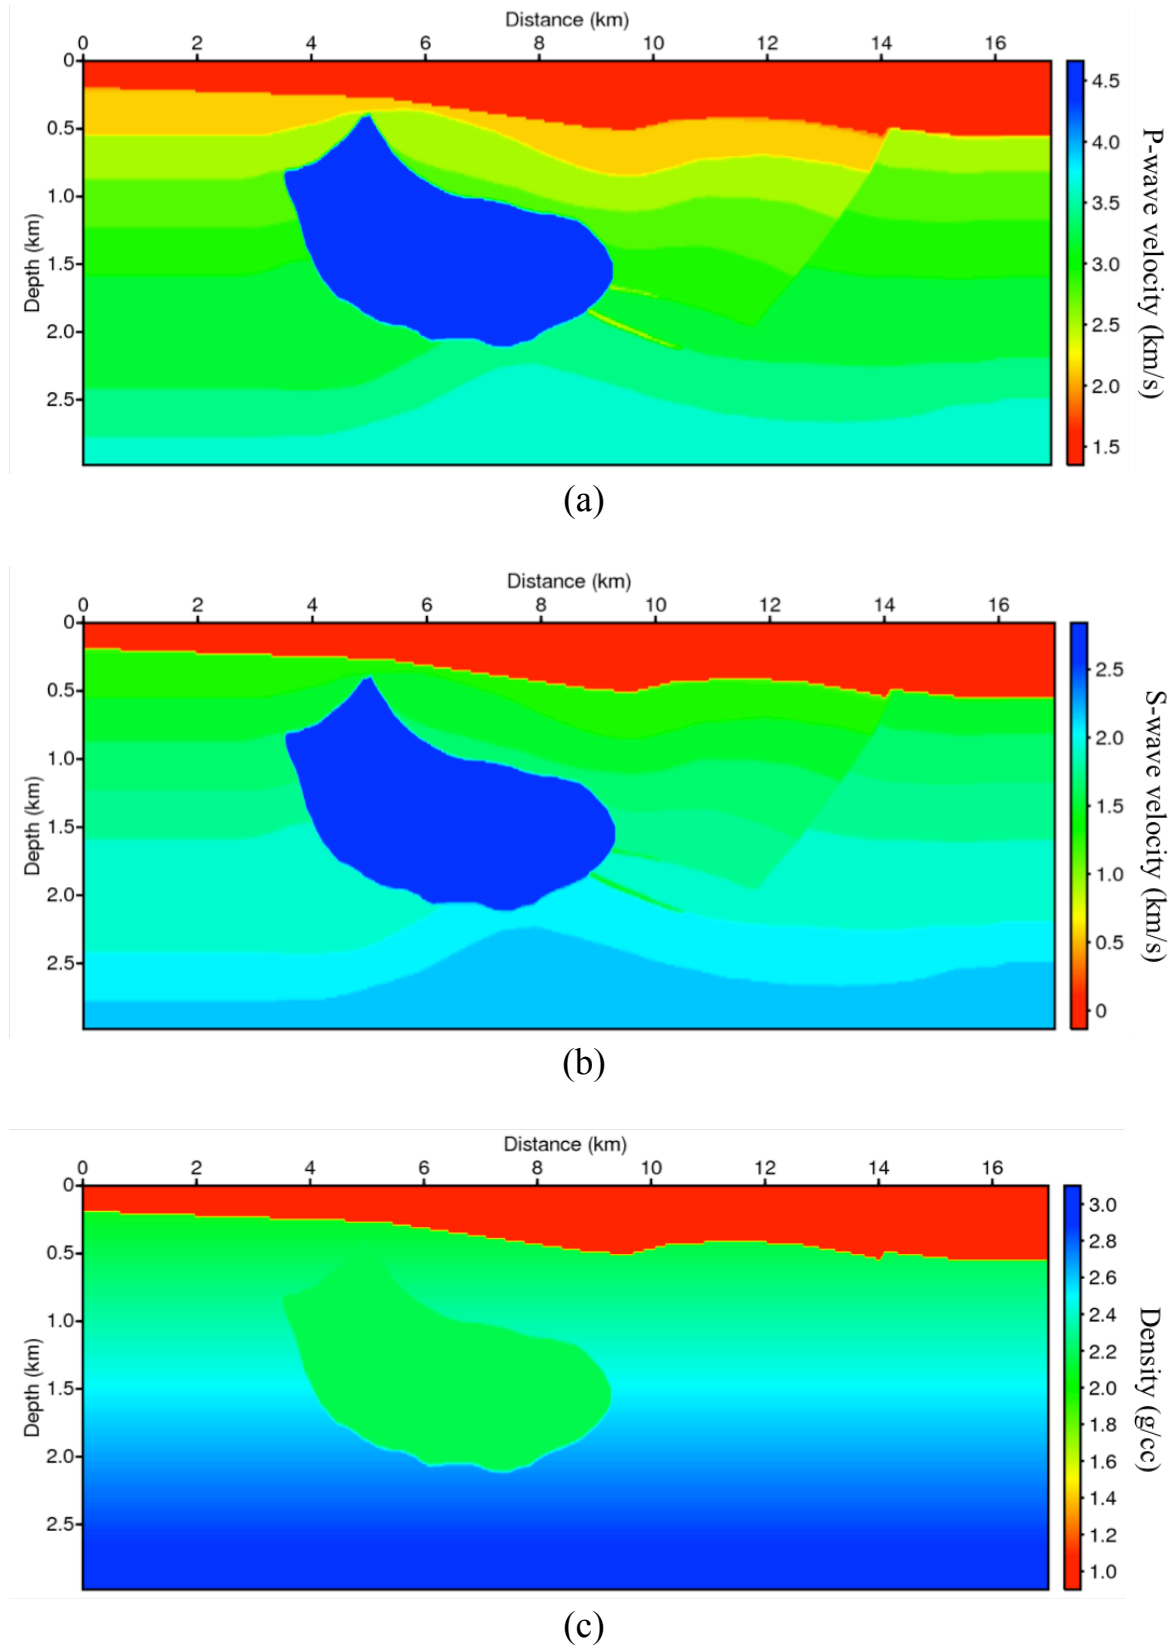 Distance (km)
0 2 4 6 8 10 12 14 16
0
0.5
1.0
1.5
2.0
2.5
Depth (km)
4.5
4.0
3.5
3.0
2.5
2.0
1.5
P-wave velocity (km/s)
(a)
Distance (km)
0 2 4 6 8 10 12 14 16
0
0.5
1.0
1.5
2.0
2.5
Depth (km)
2.5
2.0
1.5
1.0
0.5
0
S-wave velocity (km/s)
(b)
Distance (km)
0 2 4 6 8 10 12 14 16
0
0.5
1.0
1.5
2.0
2.5
Depth (km)
3.0
2.8
2.6
2.4
2.2
2.0
1.8
1.6
1.4
1.2
1.0
Density (g/cc)
(c)